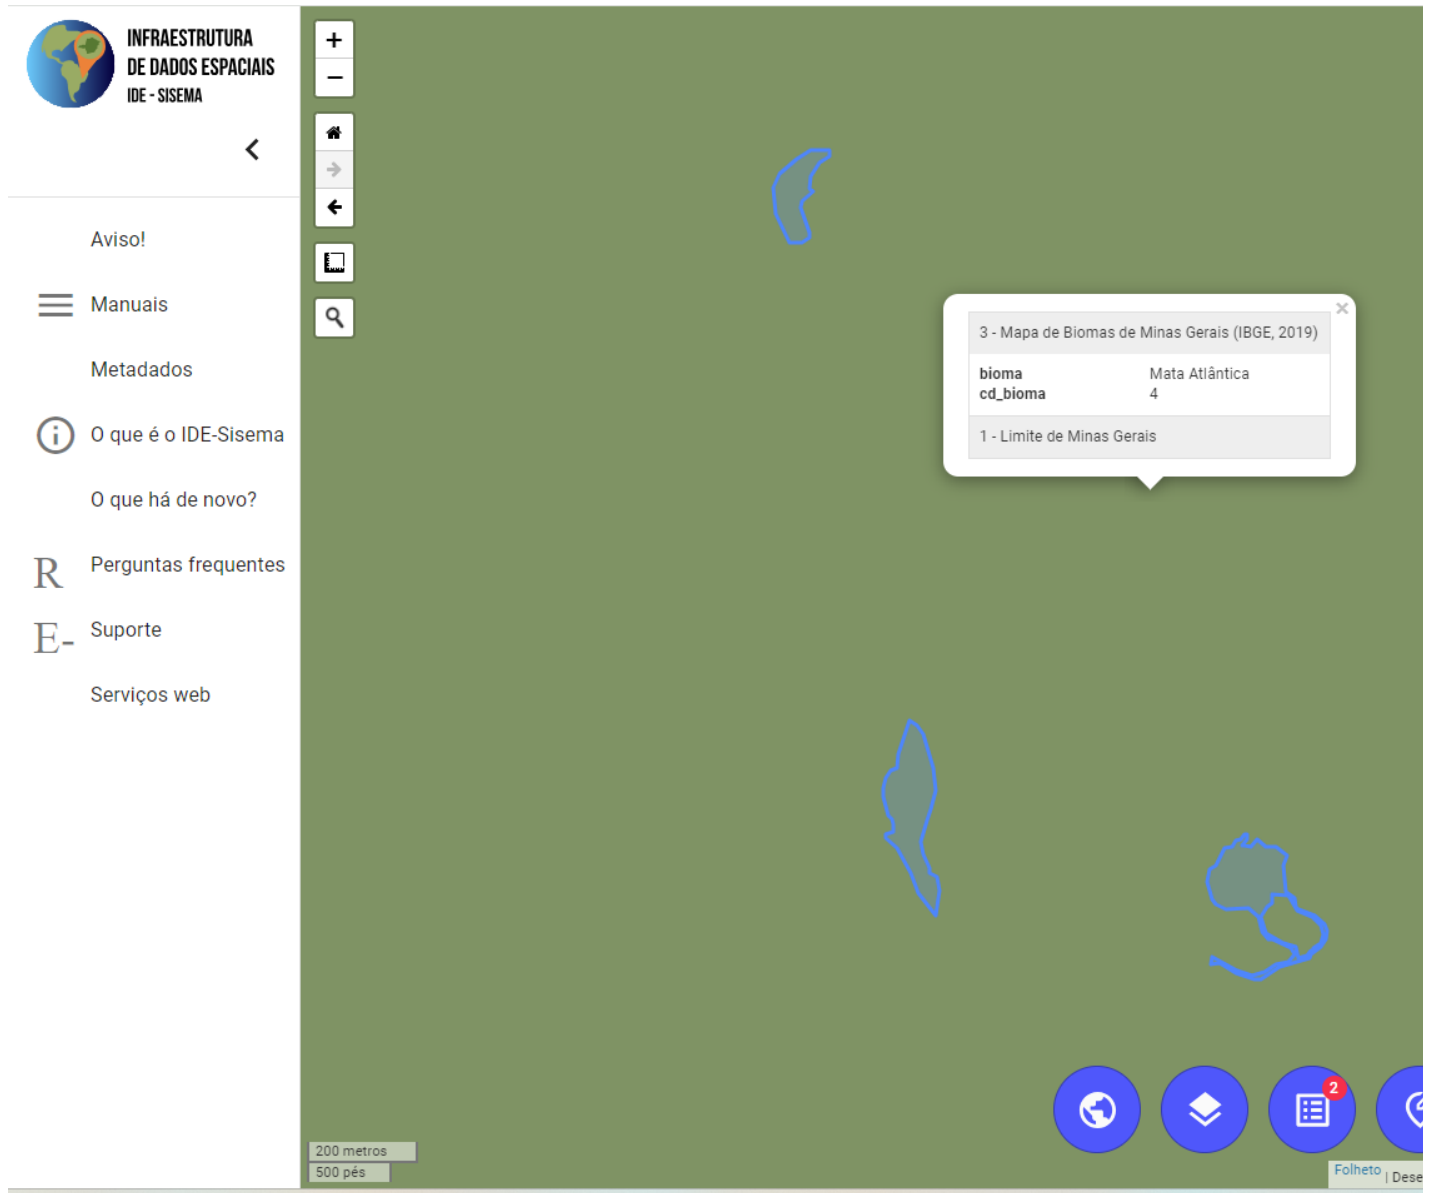 INFRAESTRUTURA
DE DADOS ESPACIAIS
IDE - SISEMA
Aviso!
Manuais
Metadados
O que é o IDE-Sisema
O que há de novo?
R
Perguntas frequentes
E-
Suporte
Serviços web
+
−
3 - Mapa de Biomas de Minas Gerais (IBGE, 2019)
×
bioma Mata Atlântica
cd_bioma 4
1 - Limite de Minas Gerais
2
200 metros
500 pés
Folheto | Dese